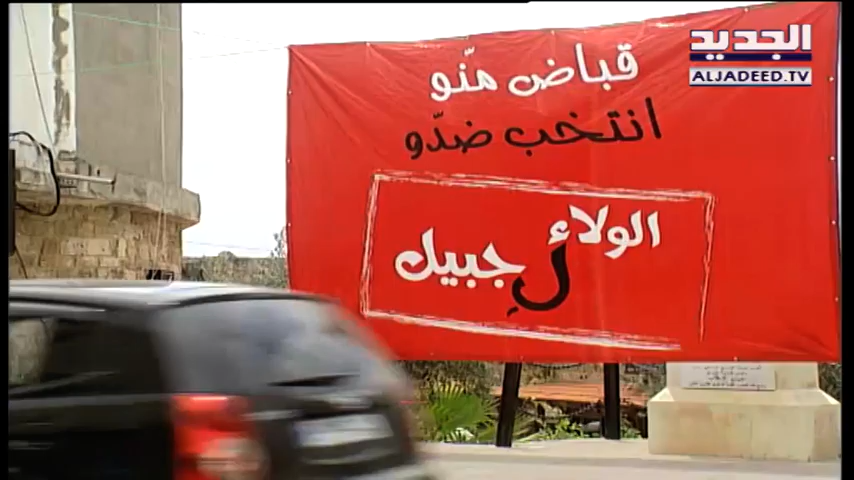 الجديد
ALJADEED.TV
قباض منّو
انتخب ضدّو
الولاء
لِجبيل